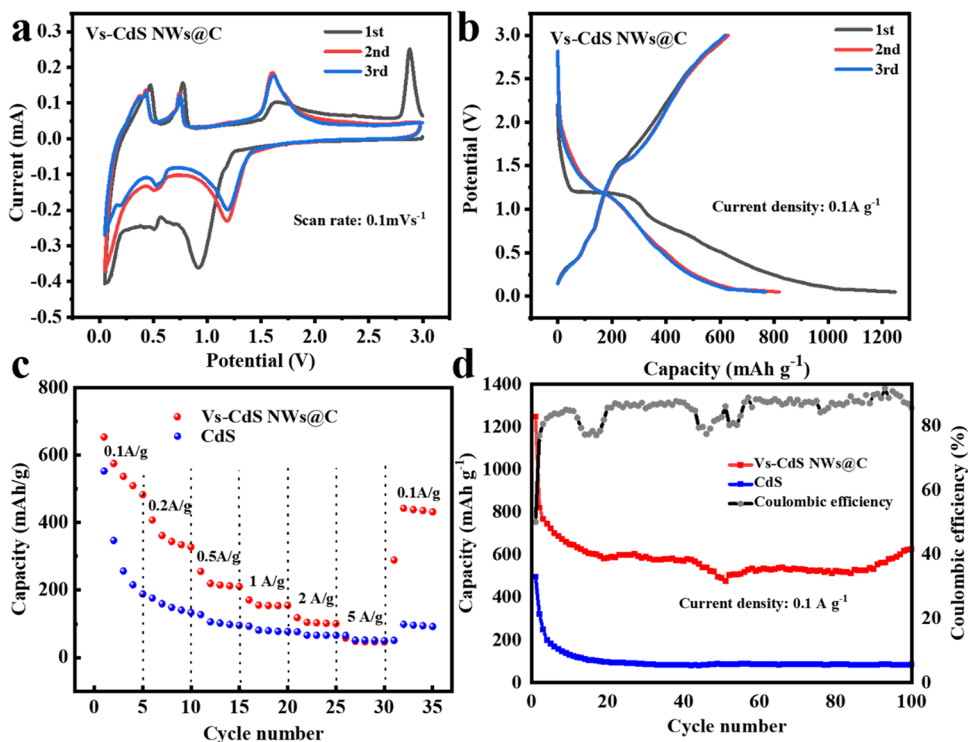 a
Vs-CdS NWs@C
1st
2nd
3rd
Scan rate: 0.1mVs-1
Current (mA)
0.3
0.2
0.1
0.0
-0.1
-0.2
-0.3
-0.4
-0.5
0.0 0.5 1.0 1.5 2.0 2.5 3.0
Potential (V)
b
Vs-CdS NWs@C
1st
2nd
3rd
Current density: 0.1A g-1
Potential (V)
3.0
2.5
2.0
1.5
1.0
0.5
0.0
0 200 400 600 800 1000 1200
Capacity (mAh g-1)
c
Vs-CdS NWs@C
CdS
0.1A/g
0.2A/g
0.5A/g
1 A/g
2 A/g
5 A/g
0.1A/g
Capacity (mAh/g)
800
600
400
200
0
0 5 10 15 20 25 30 35
Cycle number
d
Vs-CdS NWs@C
CdS
Coulombic efficiency
Current density: 0.1 A g-1
Capacity (mAh g-1)
1400
1200
1000
800
600
400
200
0
0 20 40 60 80 100
Cycle number
Coulombic efficiency (%)
80
60
40
20
0